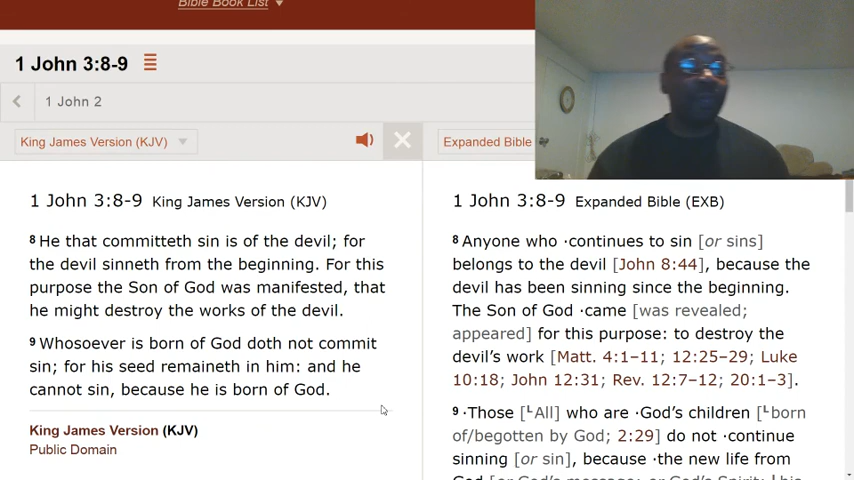 Bible Book List
1 John 3:8-9
1 John 2
King James Version (KJV)
Expanded Bible
1 John 3:8-9 King James Version (KJV)
8 He that committeth sin is of the devil; for
the devil sinneth from the beginning. For this
purpose the Son of God was manifested, that
he might destroy the works of the devil.
9 Whosoever is born of God doth not commit
sin; for his seed remaineth in him: and he
cannot sin, because he is born of God.
King James Version (KJV)
Public Domain
1 John 3:8-9 Expanded Bible (EXB)
8 Anyone who ·continues to sin [or sins]
belongs to the devil [John 8:44], because the
devil has been sinning since the beginning.
The Son of God ·came [was revealed;
appeared] for this purpose: to destroy the
devil’s work [Matt. 4:1–11; 12:25–29; Luke
10:18; John 12:31; Rev. 12:7–12; 20:1–3].
9 ·Those [ᴸAll] who are ·God’s children [ᴸborn
of/begotten by God; 2:29] do not ·continue
sinning [or sin], because ·the new life from
God [or God’s message; or God’s Spirit; ᴸhis